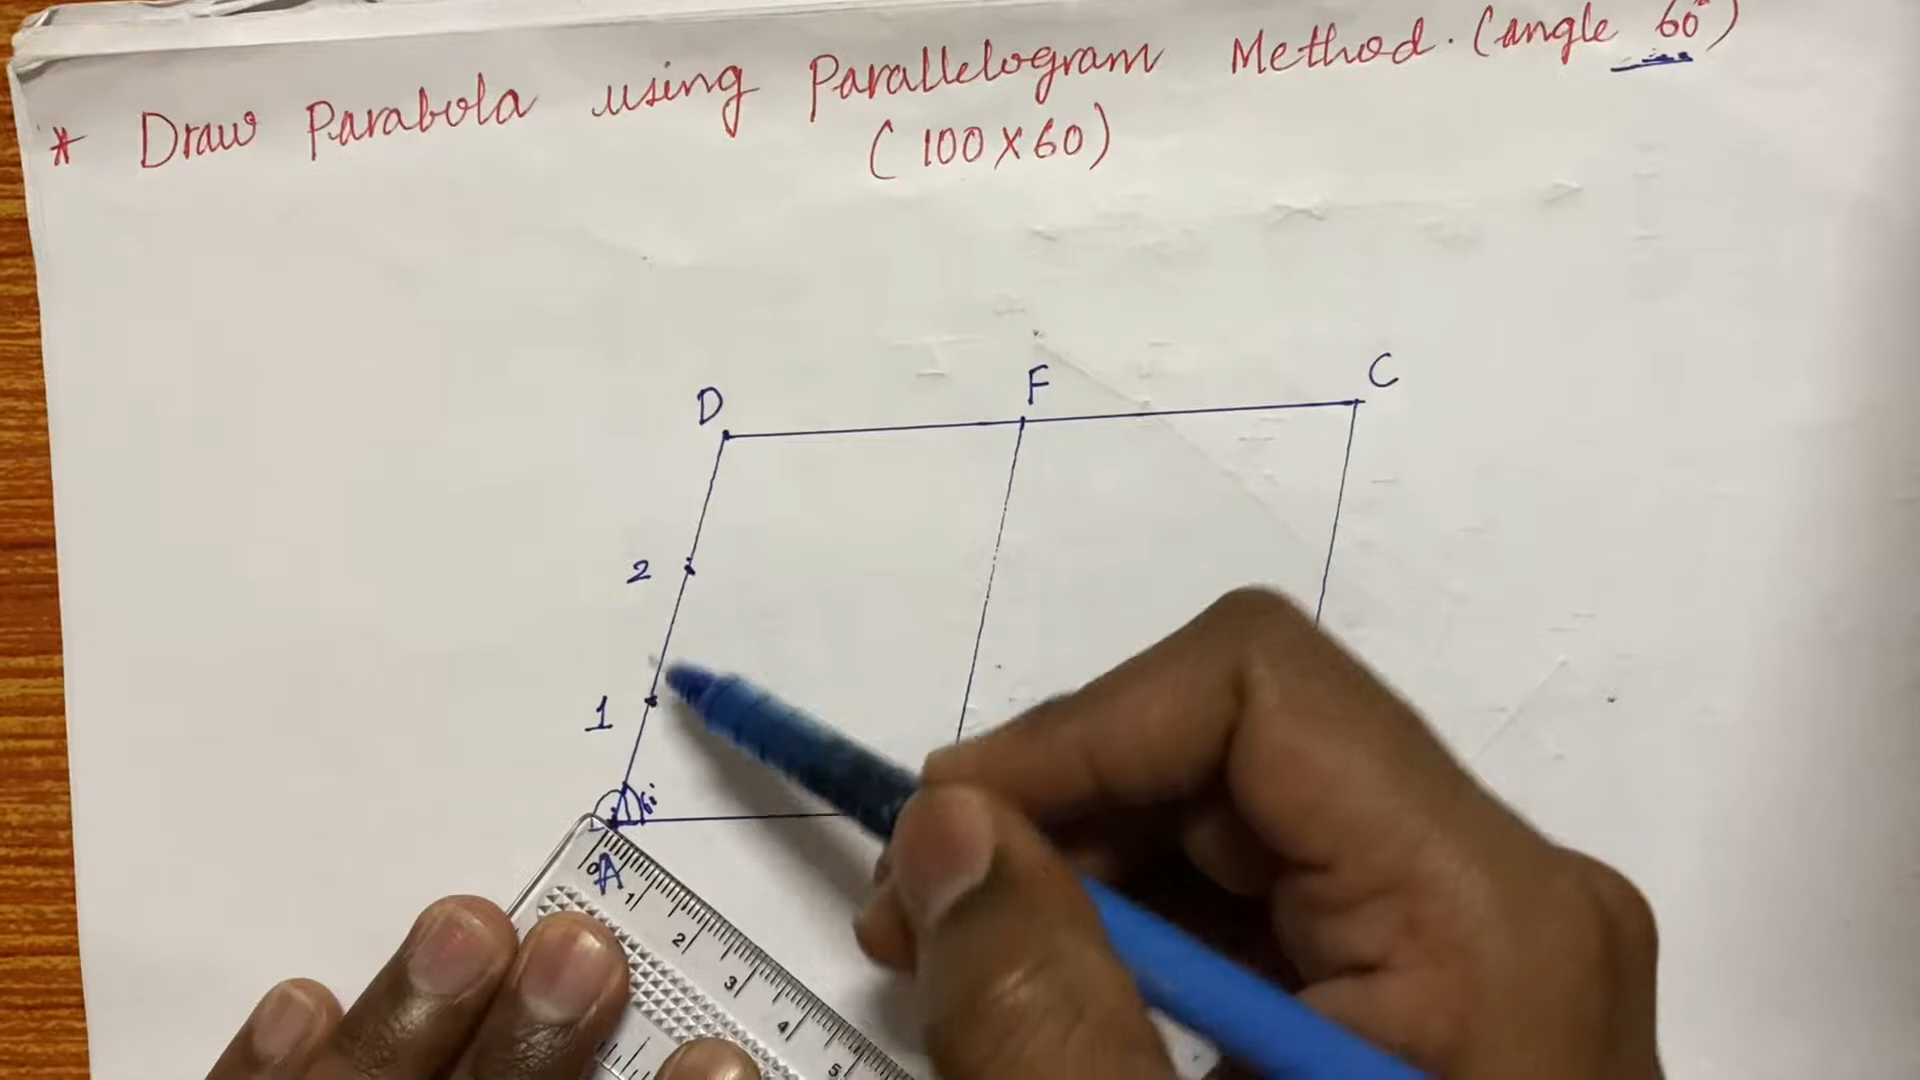 * Draw Parabola using Parallelogram Method. (angle 60°)
(100 X 60)
D
F
C
2
1
60°
A
0 1 2 3 4 5